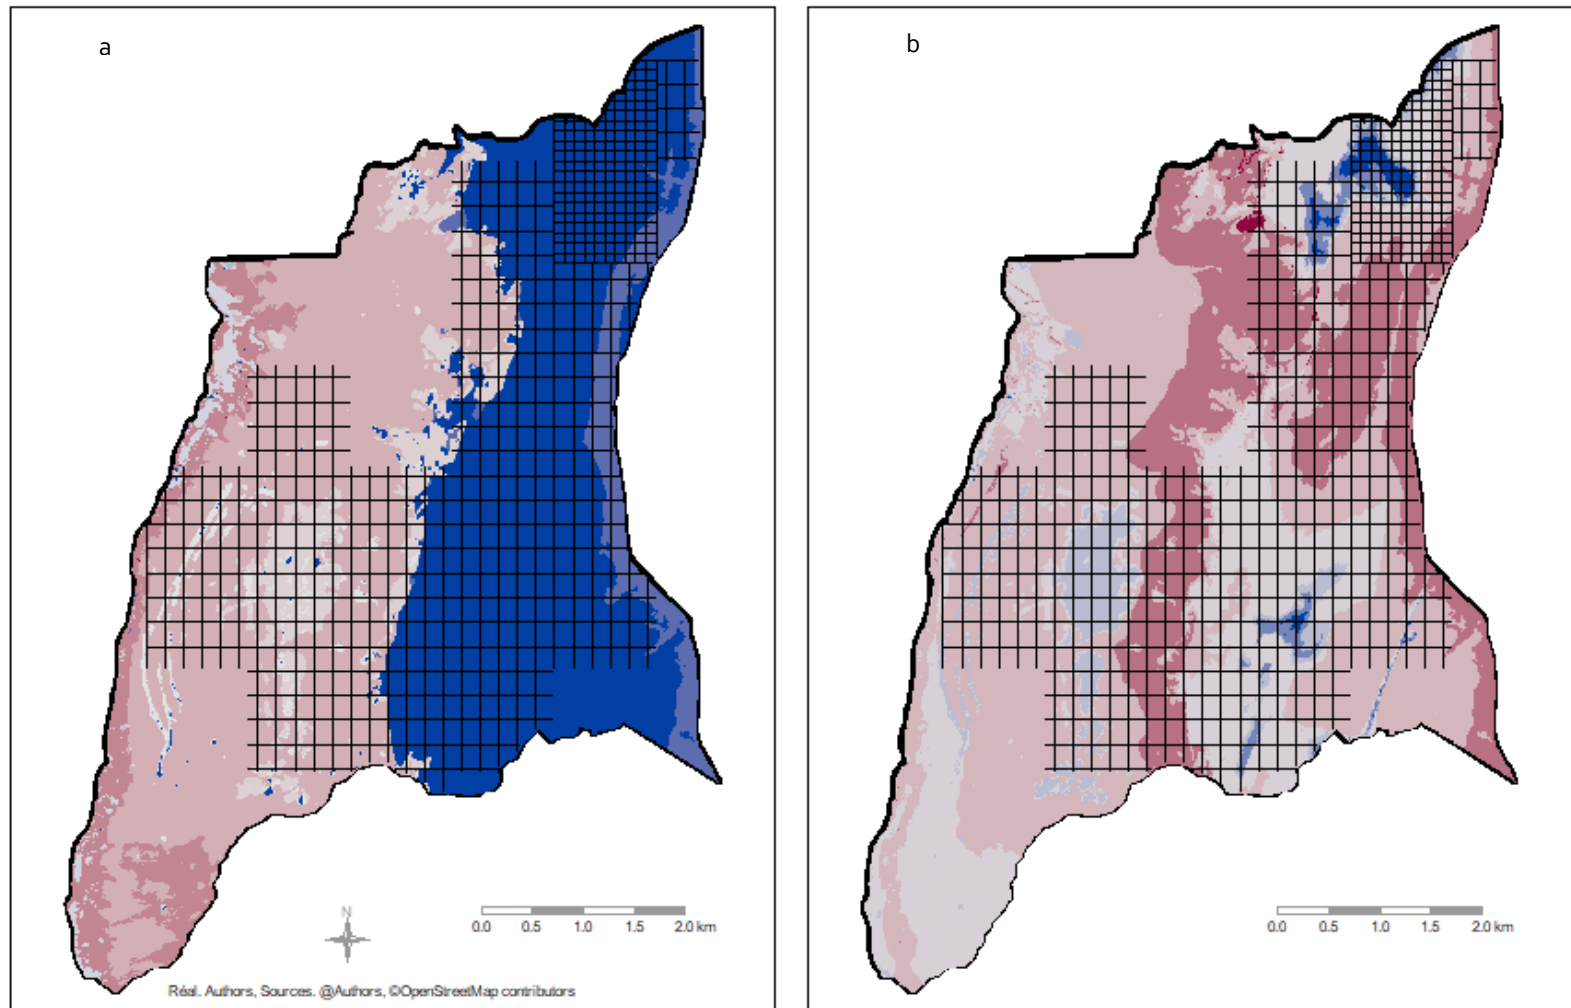 a
b
N
0.0 0.5 1.0 1.5 2.0 km
0.0 0.5 1.0 1.5 2.0 km
Réal. Authors, Sources. @Authors, ©OpenStreetMap contributors